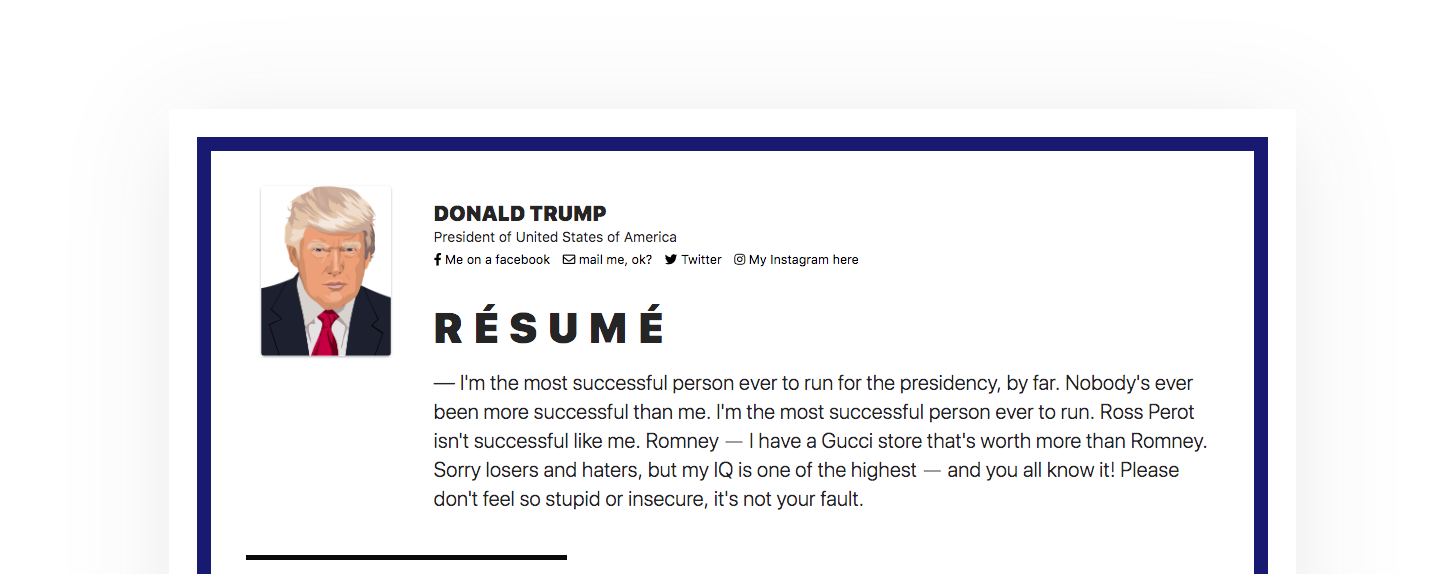 DONALD TRUMP
President of United States of America
Me on a facebook mail me, ok? Twitter My Instagram here
RÉSUMÉ
— I'm the most successful person ever to run for the presidency, by far. Nobody's ever
been more successful than me. I'm the most successful person ever to run. Ross Perot
isn't successful like me. Romney — I have a Gucci store that's worth more than Romney.
Sorry losers and haters, but my IQ is one of the highest — and you all know it! Please
don't feel so stupid or insecure, it's not your fault.